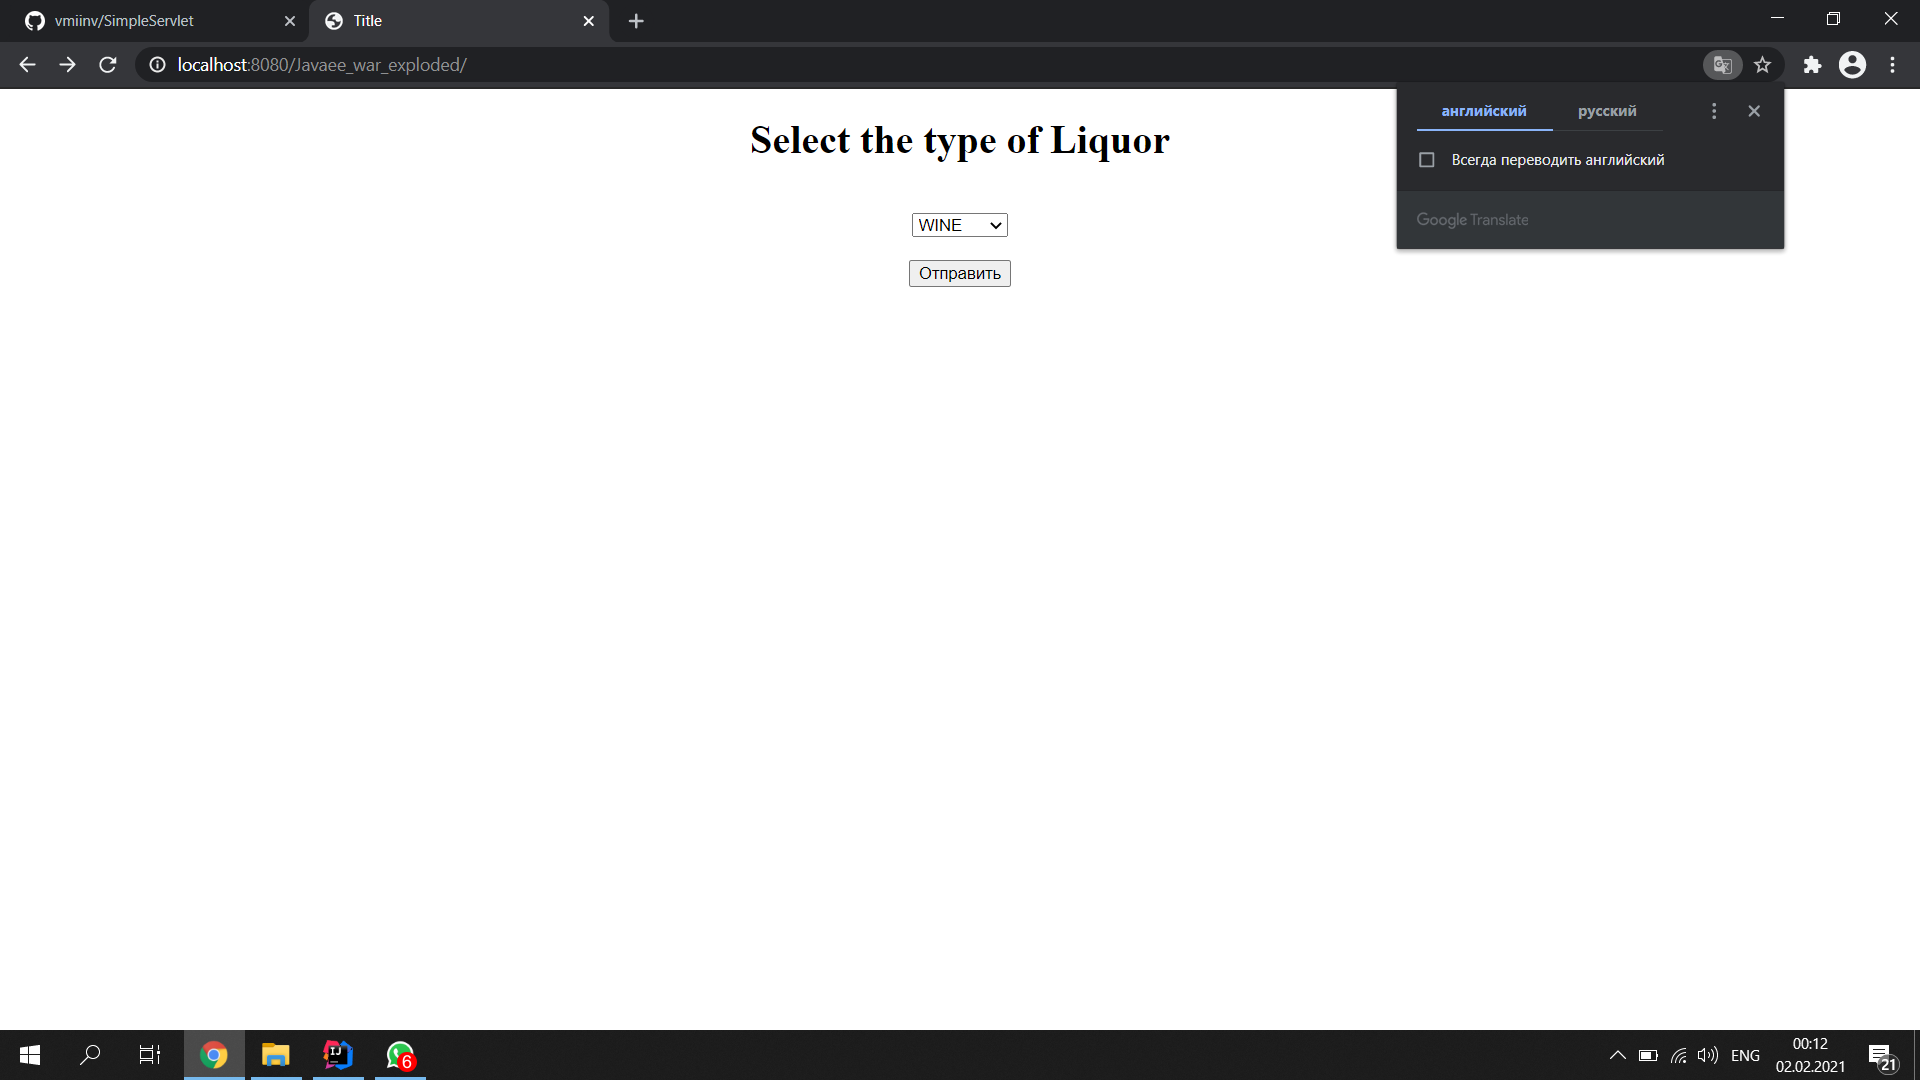 vmiinv/SimpleServlet
Title
localhost:8080/Javaee_war_exploded/
английский
русский
Всегда переводить английский
Google Translate
Select the type of Liquor
WINE
Отправить
IJ
6
ENG
00:12
02.02.2021
21